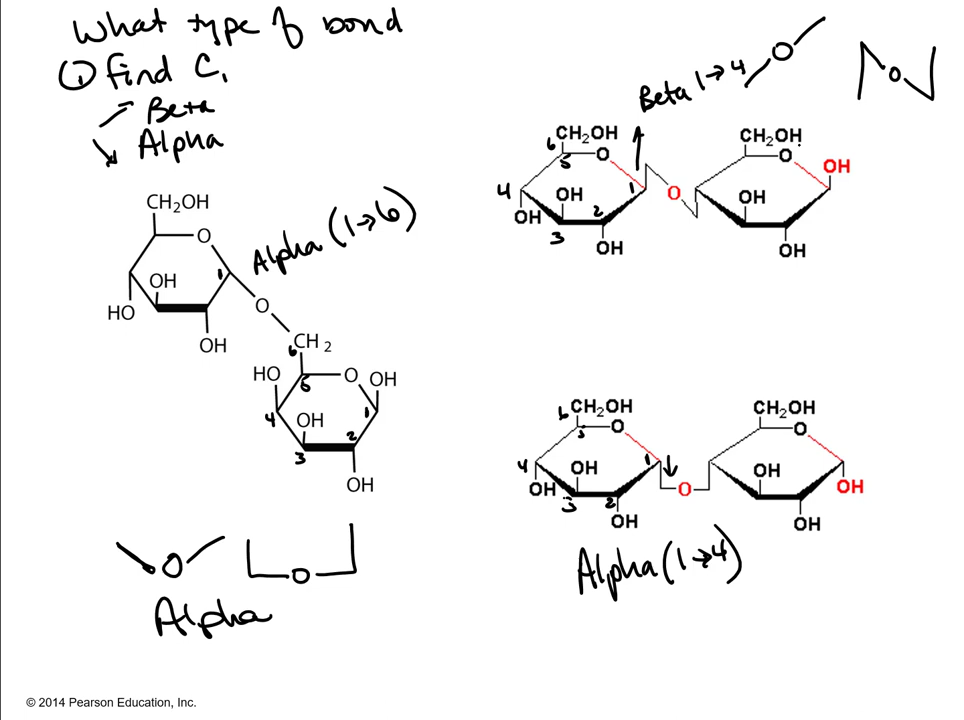 What type of bond
① Find C₁
Beta
Alpha
CH₂OH
O
1
OH
HO
OH
Alpha (1→6)
O
6 CH ₂
HO
5
O
OH
4
OH
1
3
2
OH
O
O
Alpha
Beta 1→4
O
O
6 CH₂OH
5
O
4
OH
OH
1
2
3
OH
O
CH₂OH
O
OH
OH
OH
6 CH₂OH
5
O
4
OH
OH
1
2
3
OH
O
CH₂OH
O
OH
OH
OH
Alpha (1→4)
© 2014 Pearson Education, Inc.